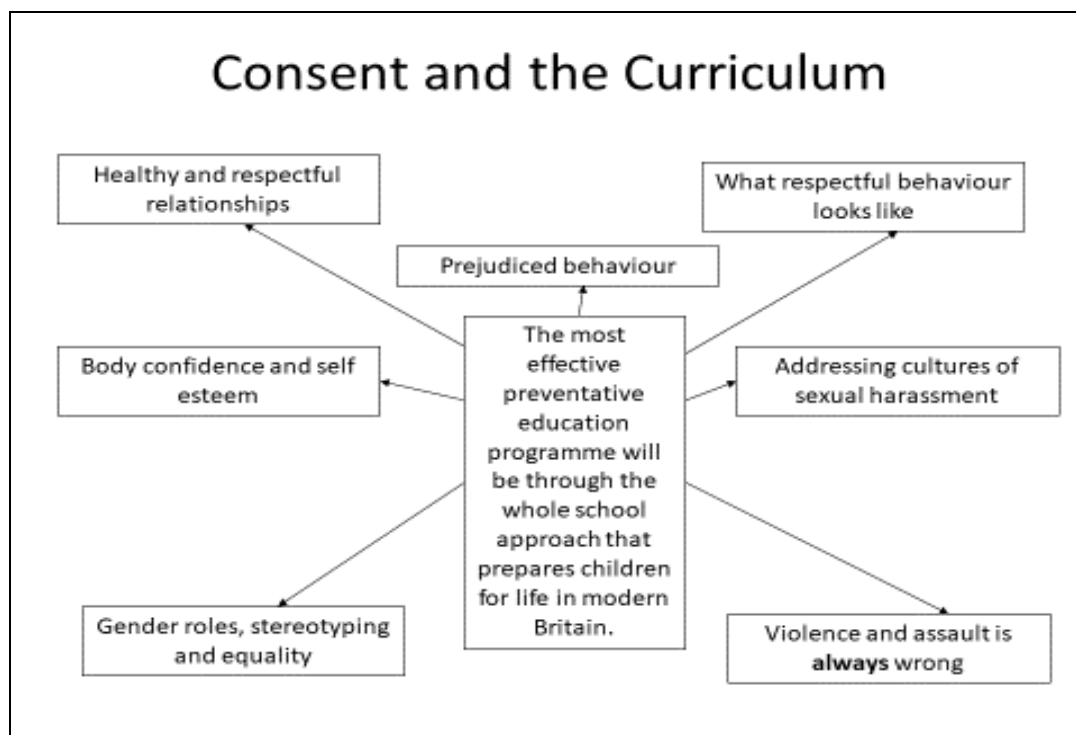 Consent and the Curriculum
Healthy and respectful
relationships
What respectful behaviour
looks like
Prejudiced behaviour
The most
effective
preventative
education
programme will
be through the
whole school
approach that
prepares children
for life in modern
Britain.
Body confidence and self
esteem
Addressing cultures of
sexual harassment
Gender roles, stereotyping
and equality
Violence and assault is
always wrong